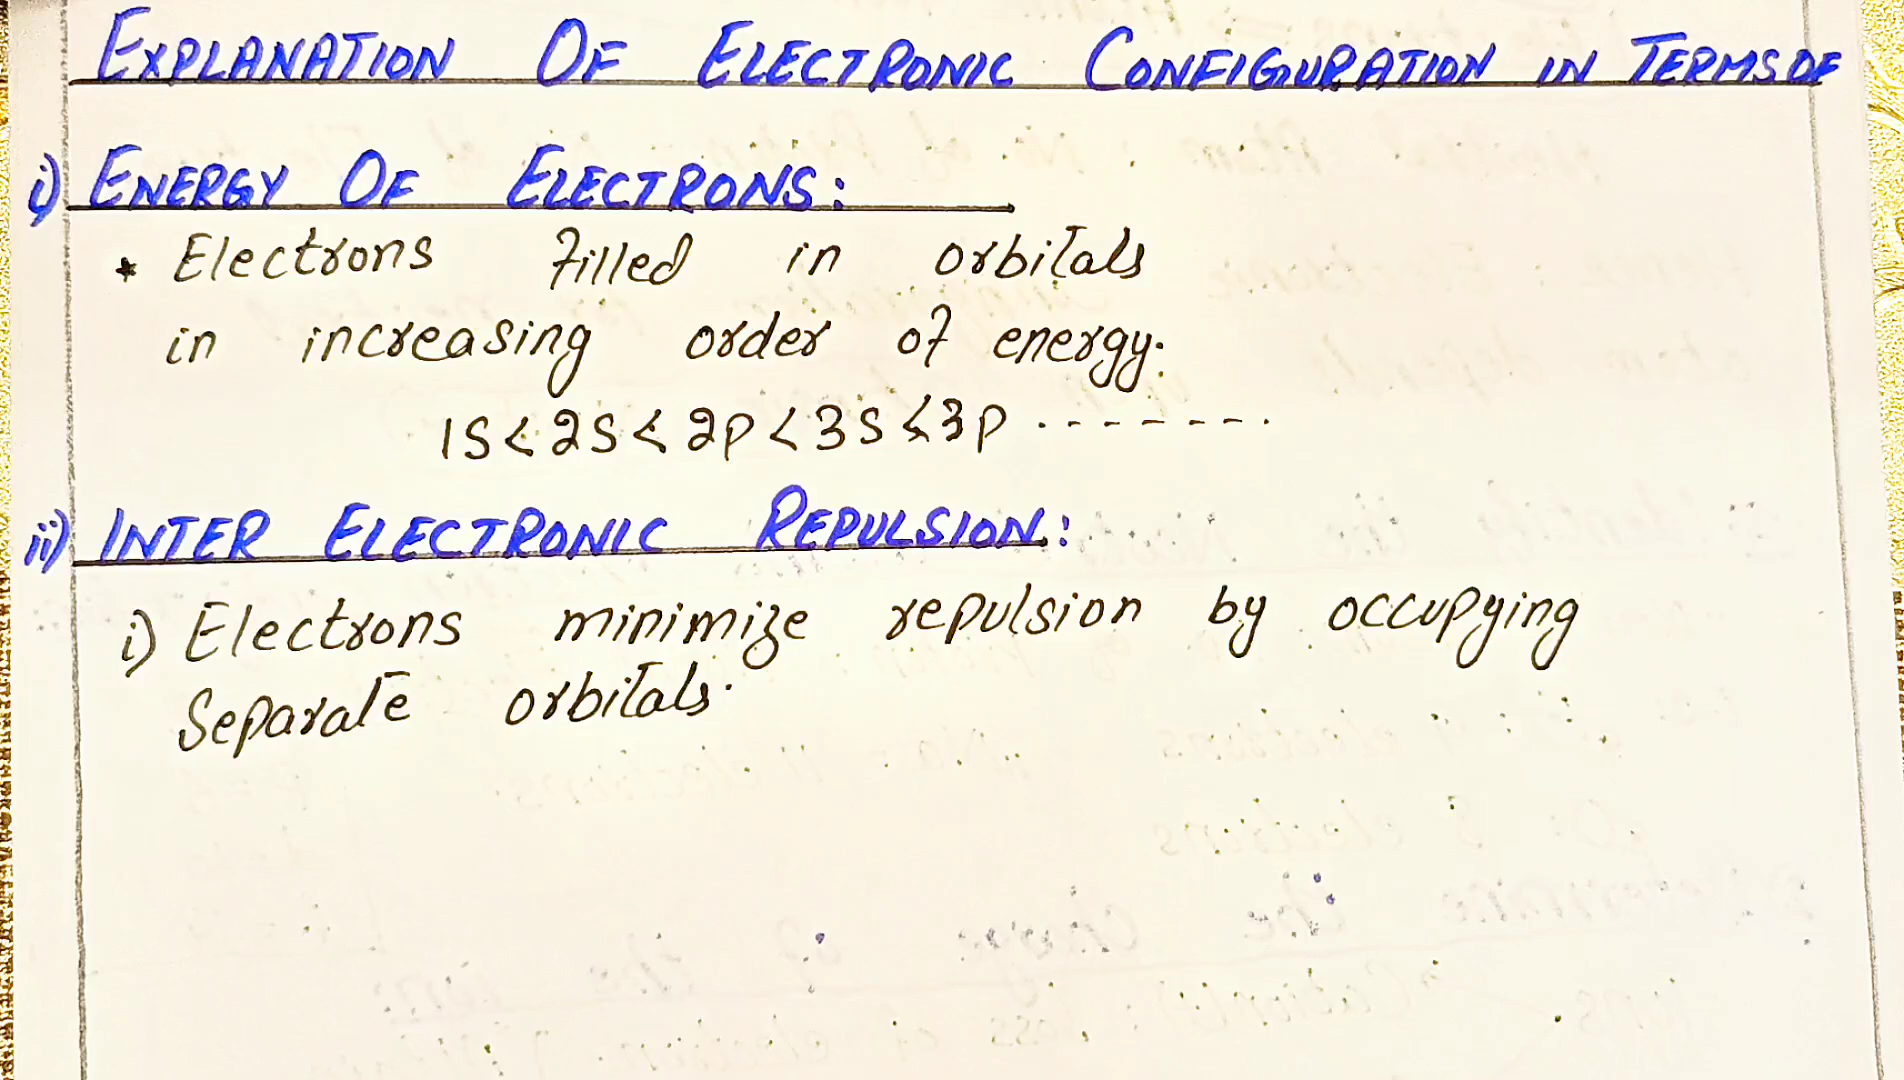 EXPLANATION OF ELECTRONIC CONFIGURATION IN TERMS OF
i) ENERGY OF ELECTRONS:
* Electrons filled in orbitals
in increasing order of energy.
1S < 2S < 2p < 3S < 3p -------.
ii) INTER ELECTRONIC REPULSION:
i) Electrons minimize repulsion by occupying
Separate orbitals.